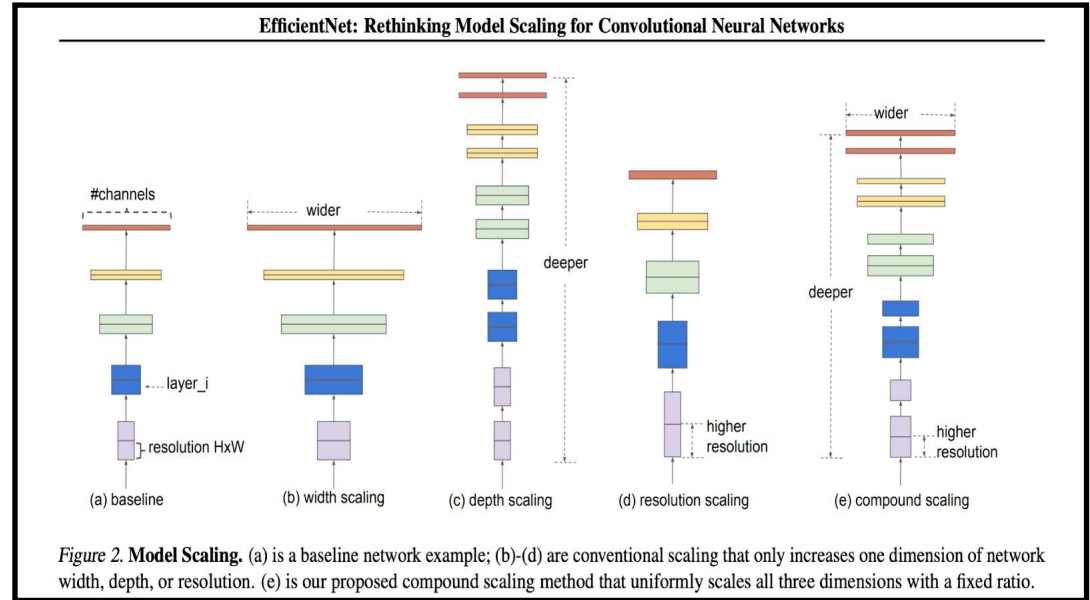 EfficientNet: Rethinking Model Scaling for Convolutional Neural Networks
#channels
layer_i
resolution HxW
(a) baseline
wider
(b) width scaling
deeper
(c) depth scaling
higher
resolution
(d) resolution scaling
wider
deeper
higher
resolution
(e) compound scaling
Figure 2. Model Scaling. (a) is a baseline network example; (b)-(d) are conventional scaling that only increases one dimension of network
width, depth, or resolution. (e) is our proposed compound scaling method that uniformly scales all three dimensions with a fixed ratio.